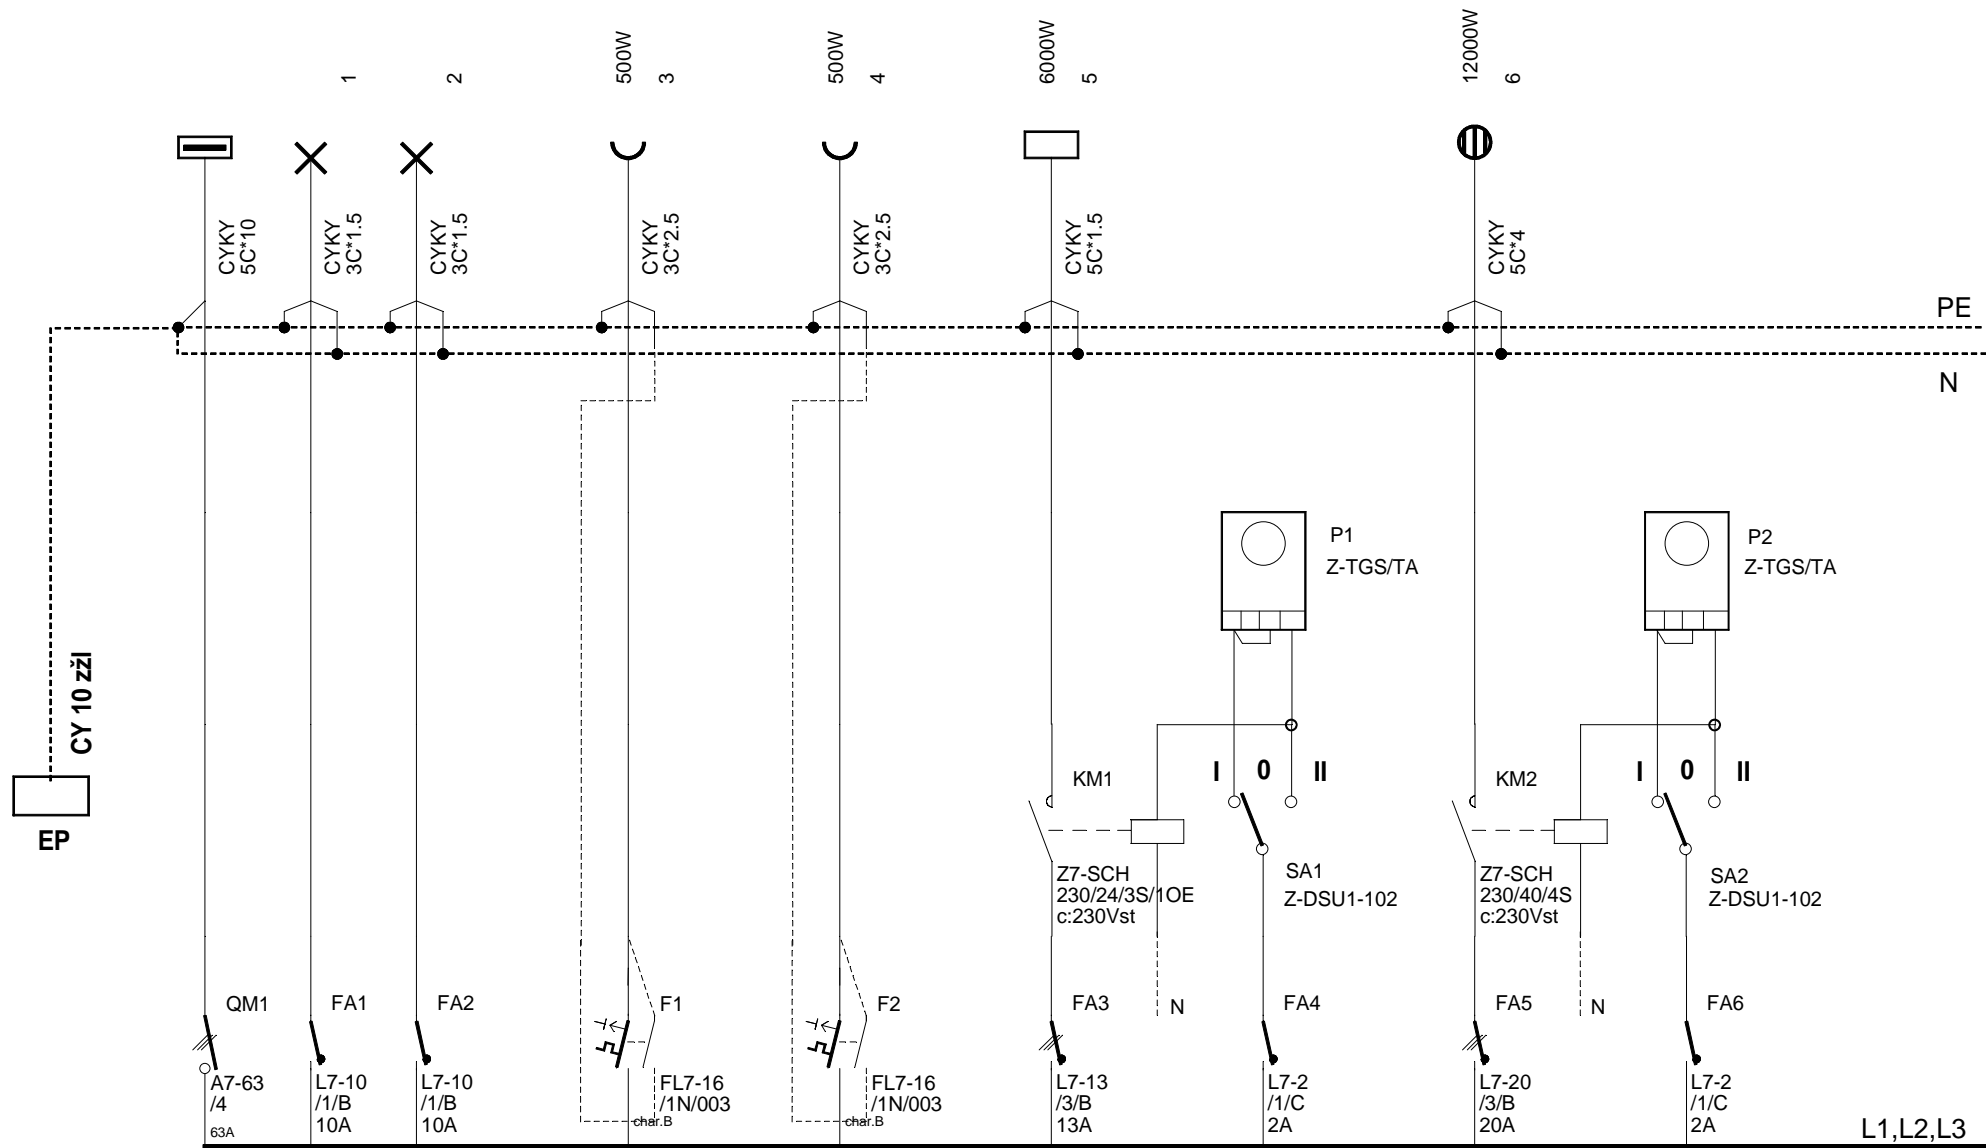 1
2
500W
3
500W
4
6000W
5
12000W
6
CYKY
5C*10
CYKY
3C*1.5
CYKY
3C*1.5
CYKY
3C*2.5
CYKY
3C*2.5
CYKY
5C*1.5
CYKY
5C*4
PE
N
P1
Z-TGS/TA
P2
Z-TGS/TA
CY 10 zžl
EP
KM1
I 0 II
KM2
I 0 II
Z7-SCH
230/24/3S/1OE
c:230Vst
SA1
Z-DSU1-102
Z7-SCH
230/40/4S
c:230Vst
SA2
Z-DSU1-102
QM1
FA1
FA2
F1
F2
FA3
N
FA4
FA5
N
FA6
A7-63
/4
63A
L7-10
/1/B
10A
L7-10
/1/B
10A
FL7-16
/1N/003
char.B
FL7-16
/1N/003
char.B
L7-13
/3/B
13A
L7-2
/1/C
2A
L7-20
/3/B
20A
L7-2
/1/C
2A
L1,L2,L3